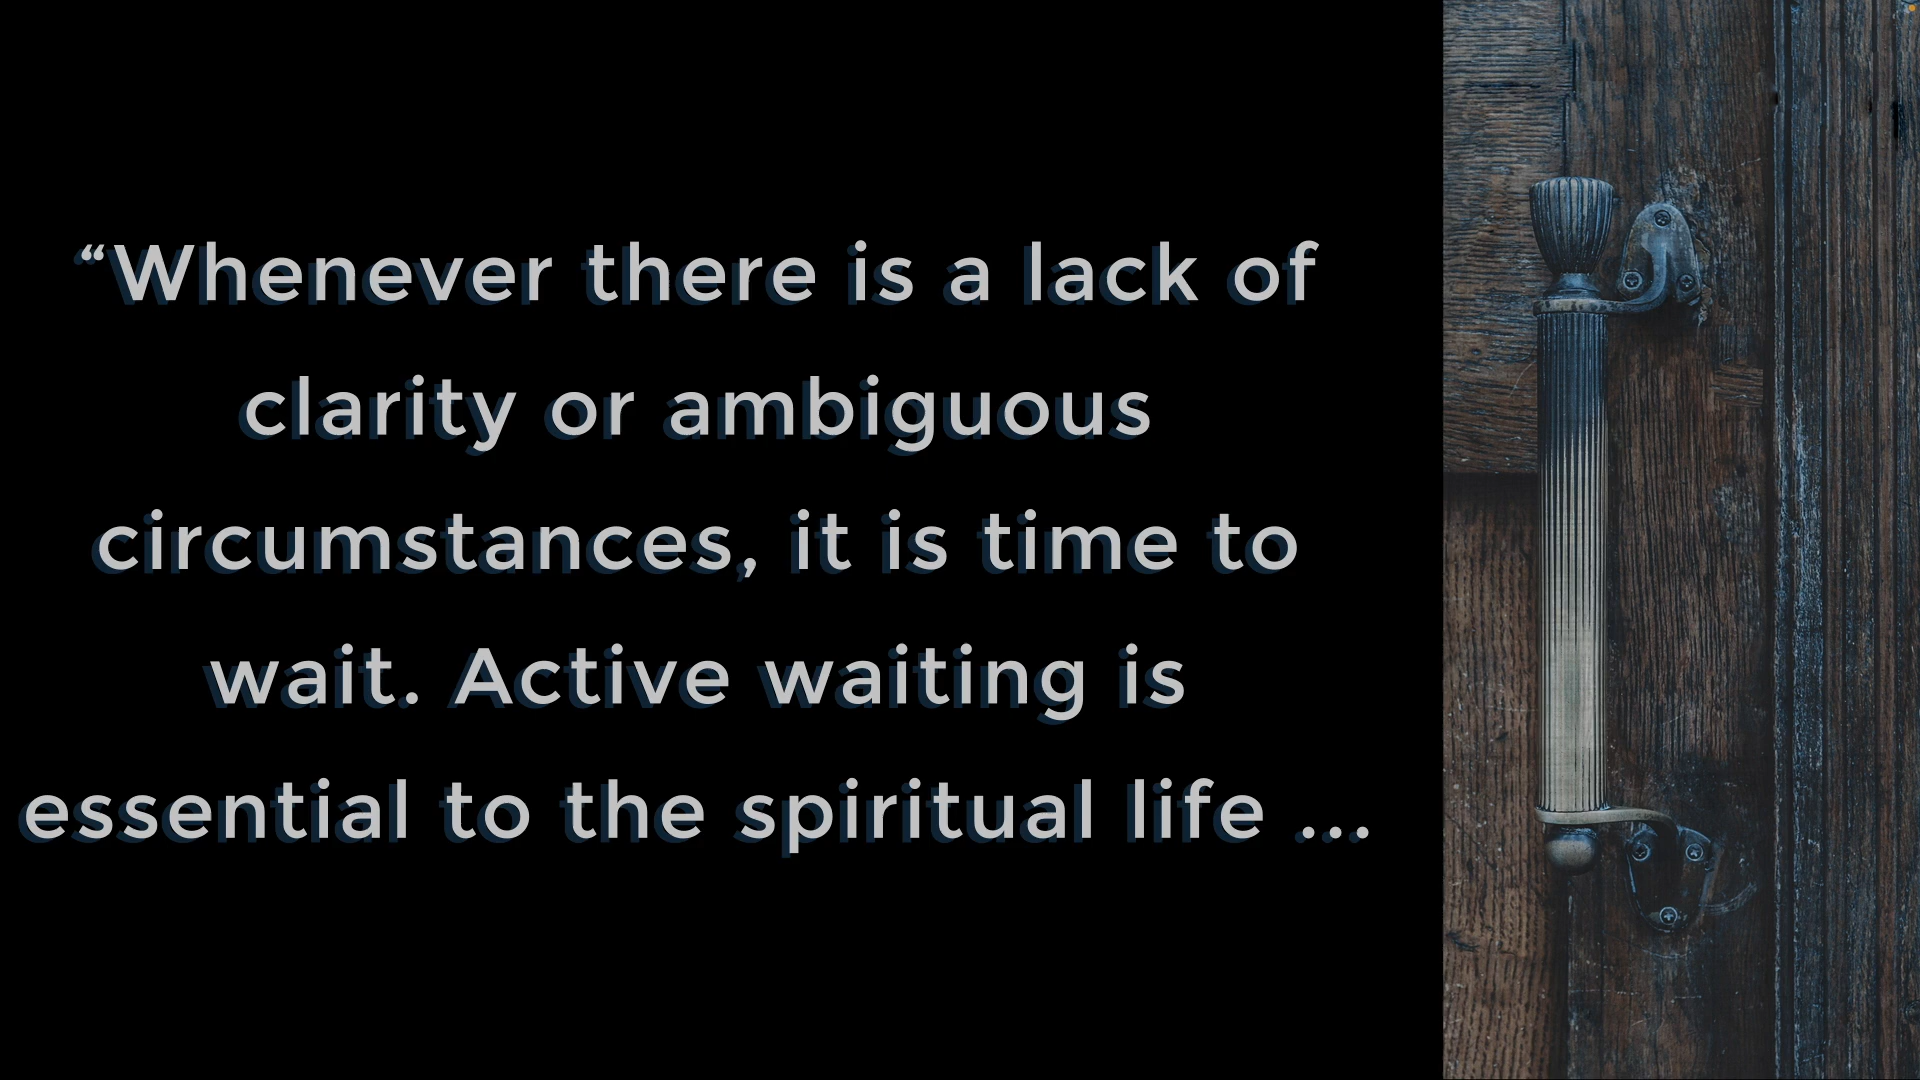 “Whenever there is a lack of
clarity or ambiguous
circumstances, it is time to
wait. Active waiting is
essential to the spiritual life ...